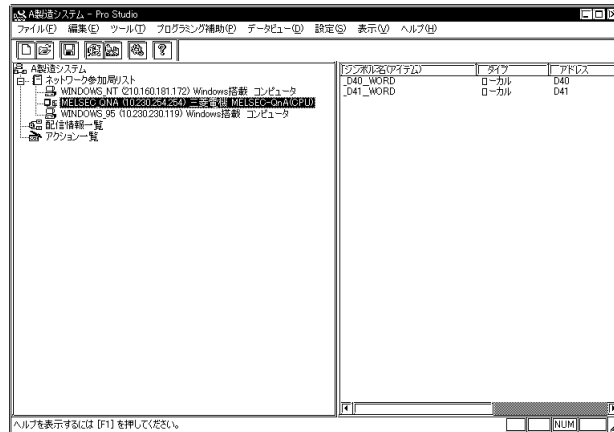 A製造システム - Pro Studio
ファイル(F) 編集(E) ツール(T) プログラミング補助(P) データビュー(D) 設定(S) 表示(V) ヘルプ(H)
A製造システム
ネットワーク参加局リスト
WINDOWS_NT (210.160.181.172) Windows搭載 コンピュータ
MELSEC_QNA (10.230.254.254) 三菱電機 MELSEC-QnA(CPU)
WINDOWS_95 (10.230.230.119) Windows搭載 コンピュータ
配信情報一覧
アクション一覧
シンボル名(アイテム) タイプ アドレス
_D40_WORD ローカル D40
_D41_WORD ローカル D41
ヘルプを表示するには [F1] を押してください。 NUM